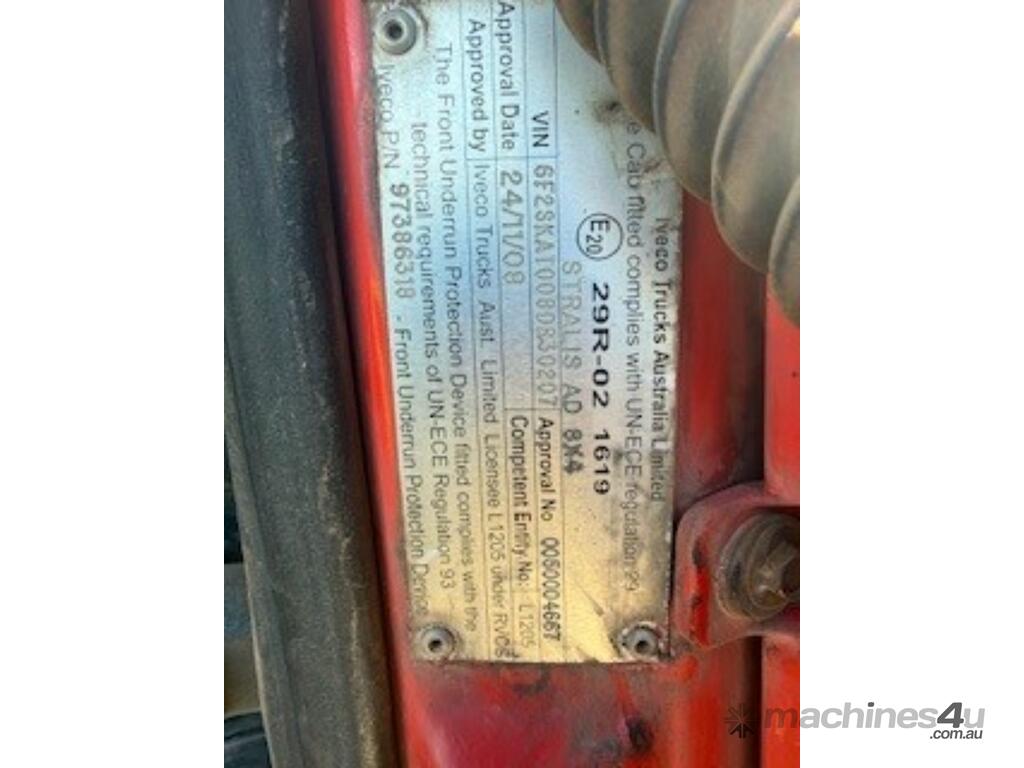 Iveco Trucks Australia Limited
Cab fitted complies with UN-ECE regulation 29
E20 29R-02 1619
STRALIS AD 8X4
VIN 6F2SKA1008D830207 Approval No 0050004667
Approval Date 24/11/08 Competent Entity No: L1205
Approved by Iveco Trucks Aust. Limited Licensee L1205 under RVCS
The Front Underrun Protection Device fitted complies with the
technical requirements of UN-ECE Regulation 93
Iveco P/N 97386318 - Front Underrun Protection Device
machines4u
.com.au